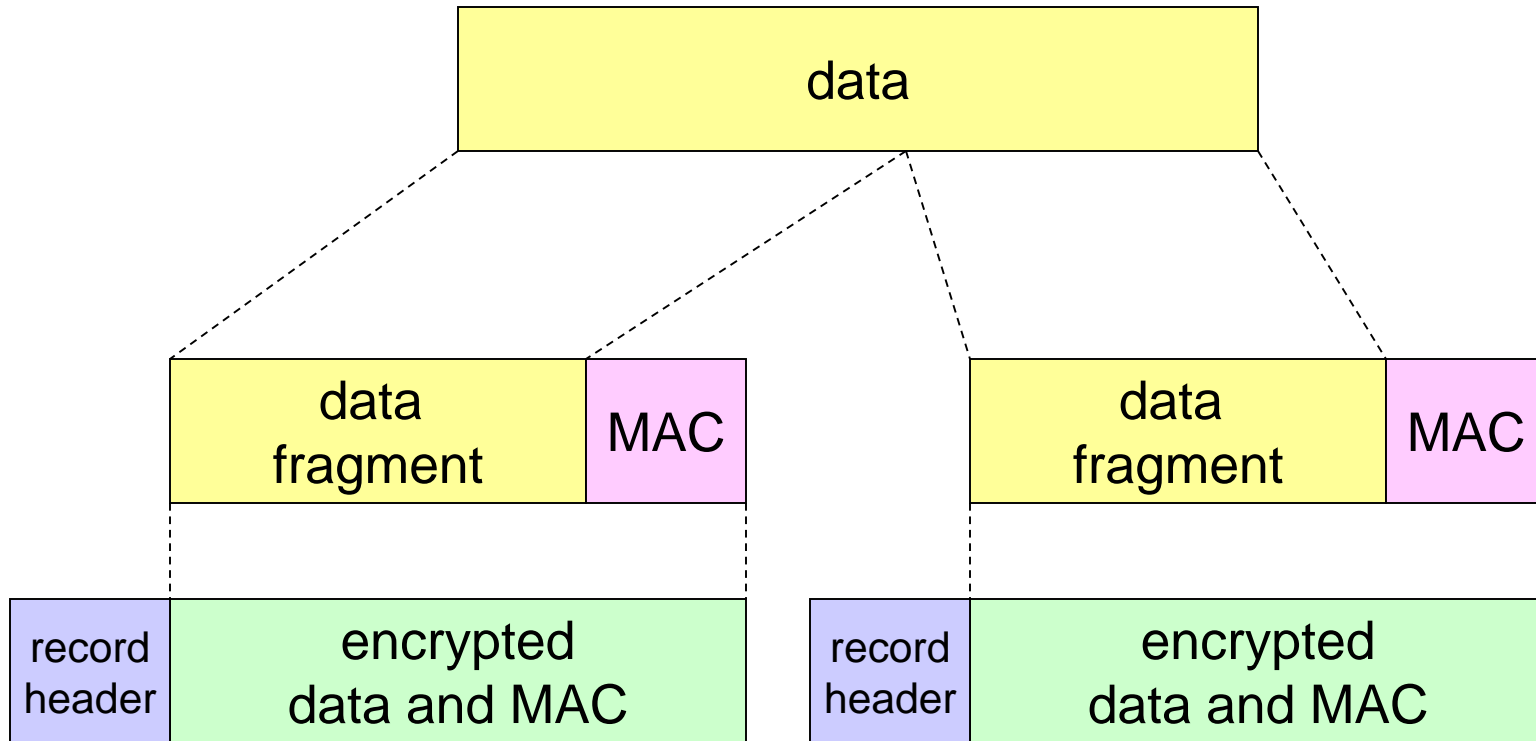 data
data
fragment
MAC
data
fragment
MAC
record
header
encrypted
data and MAC
record
header
encrypted
data and MAC